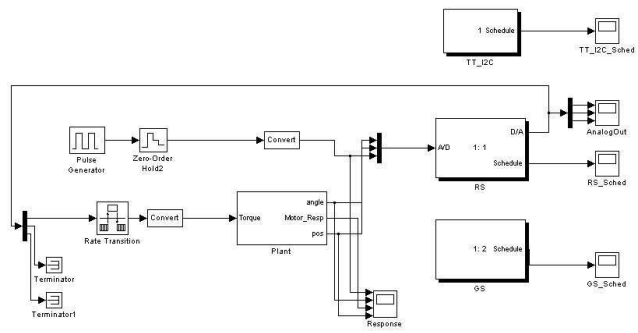 1 Schedule
TT_I2C
TT_I2C_Sched
D/A
AnalogOut
Pulse
Generator
Zero-Order
Hold2
Convert
A/D
1: 1
Schedule
RS
RS_Sched
angle
Torque
Motor_Resp
pos
Plant
Rate Transition
Convert
1: 2
Schedule
GS
GS_Sched
Terminator
Terminator1
Response